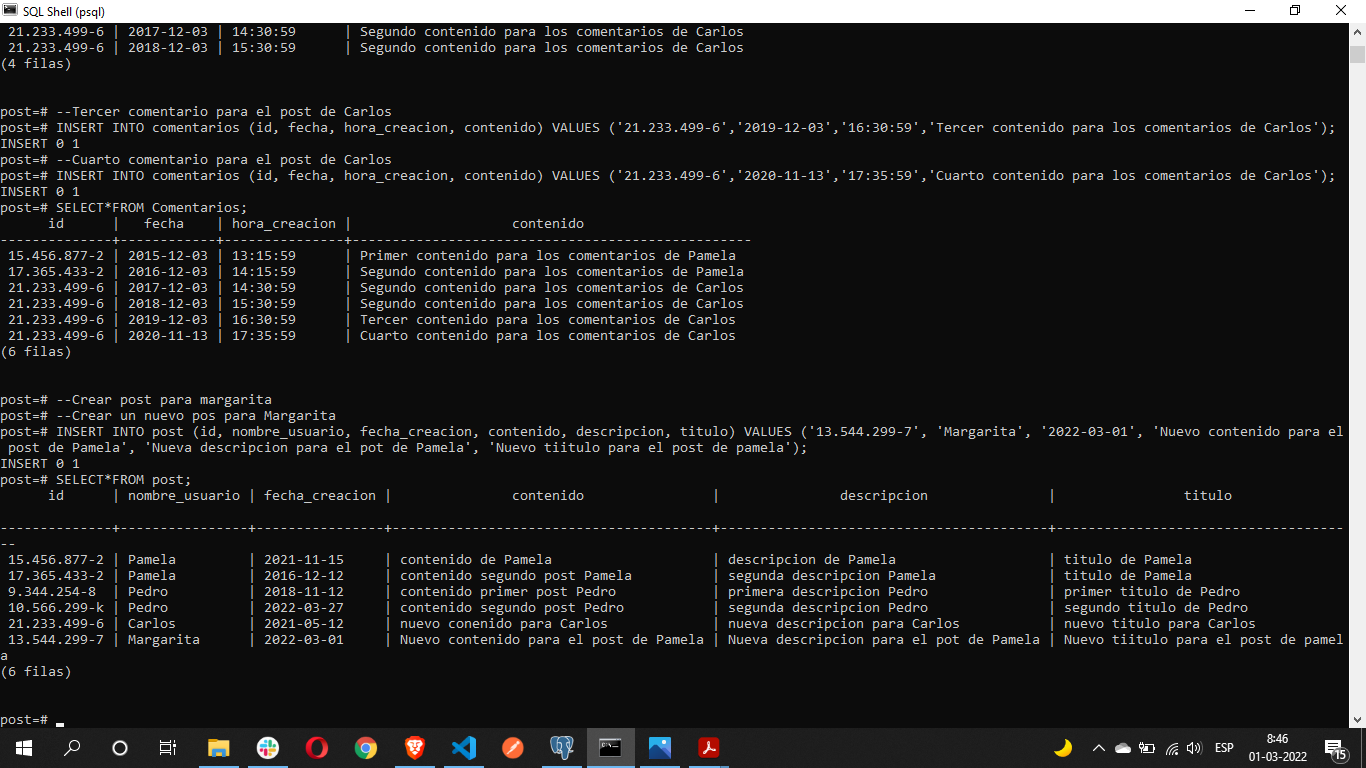 SQL Shell (psql)
 21.233.499-6 | 2017-12-03 | 14:30:59      | Segundo contenido para los comentarios de Carlos
 21.233.499-6 | 2018-12-03 | 15:30:59      | Segundo contenido para los comentarios de Carlos
(4 filas)
post=# --Tercer comentario para el post de Carlos
post=# INSERT INTO comentarios (id, fecha, hora_creacion, contenido) VALUES ('21.233.499-6','2019-12-03','16:30:59','Tercer contenido para los comentarios de Carlos');
INSERT 0 1
post=# --Cuarto comentario para el post de Carlos
post=# INSERT INTO comentarios (id, fecha, hora_creacion, contenido) VALUES ('21.233.499-6','2020-11-13','17:35:59','Cuarto contenido para los comentarios de Carlos');
INSERT 0 1
post=# SELECT*FROM Comentarios;
      id      |   fecha    | hora_creacion |                    contenido
--------------+------------+---------------+--------------------------------------------------
 15.456.877-2 | 2015-12-03 | 13:15:59      | Primer contenido para los comentarios de Pamela
 17.365.433-2 | 2016-12-03 | 14:15:59      | Segundo contenido para los comentarios de Pamela
 21.233.499-6 | 2017-12-03 | 14:30:59      | Segundo contenido para los comentarios de Carlos
 21.233.499-6 | 2018-12-03 | 15:30:59      | Segundo contenido para los comentarios de Carlos
 21.233.499-6 | 2019-12-03 | 16:30:59      | Tercer contenido para los comentarios de Carlos
 21.233.499-6 | 2020-11-13 | 17:35:59      | Cuarto contenido para los comentarios de Carlos
(6 filas)
post=# --Crear post para margarita
post=# --Crear un nuevo pos para Margarita
post=# INSERT INTO post (id, nombre_usuario, fecha_creacion, contenido, descripcion, titulo) VALUES ('13.544.299-7', 'Margarita', '2022-03-01', 'Nuevo contenido para el
 post de Pamela', 'Nueva descripcion para el pot de Pamela', 'Nuevo tiitulo para el post de pamela');
INSERT 0 1
post=# SELECT*FROM post;
      id      | nombre_usuario | fecha_creacion |               contenido                |               descripcion               |                titulo
--------------+----------------+----------------+----------------------------------------+-----------------------------------------+------------------------------------
--
 15.456.877-2 | Pamela         | 2021-11-15     | contenido de Pamela                    | descripcion de Pamela                   | titulo de Pamela
 17.365.433-2 | Pamela         | 2016-12-12     | contenido segundo post Pamela          | segunda descripcion Pamela              | titulo de Pamela
 9.344.254-8  | Pedro          | 2018-11-12     | contenido primer post Pedro            | primera descripcion Pedro               | primer titulo de Pedro
 10.566.299-k | Pedro          | 2022-03-27     | contenido segundo post Pedro           | segunda descripcion Pedro               | segundo titulo de Pedro
 21.233.499-6 | Carlos         | 2021-05-12     | nuevo conenido para Carlos             | nueva descripcion para Carlos           | nuevo titulo para Carlos
 13.544.299-7 | Margarita      | 2022-03-01     | Nuevo contenido para el post de Pamela | Nueva descripcion para el pot de Pamela | Nuevo tiitulo para el post de pamel
a
(6 filas)
post=#
ESP
8:46
01-03-2022
15